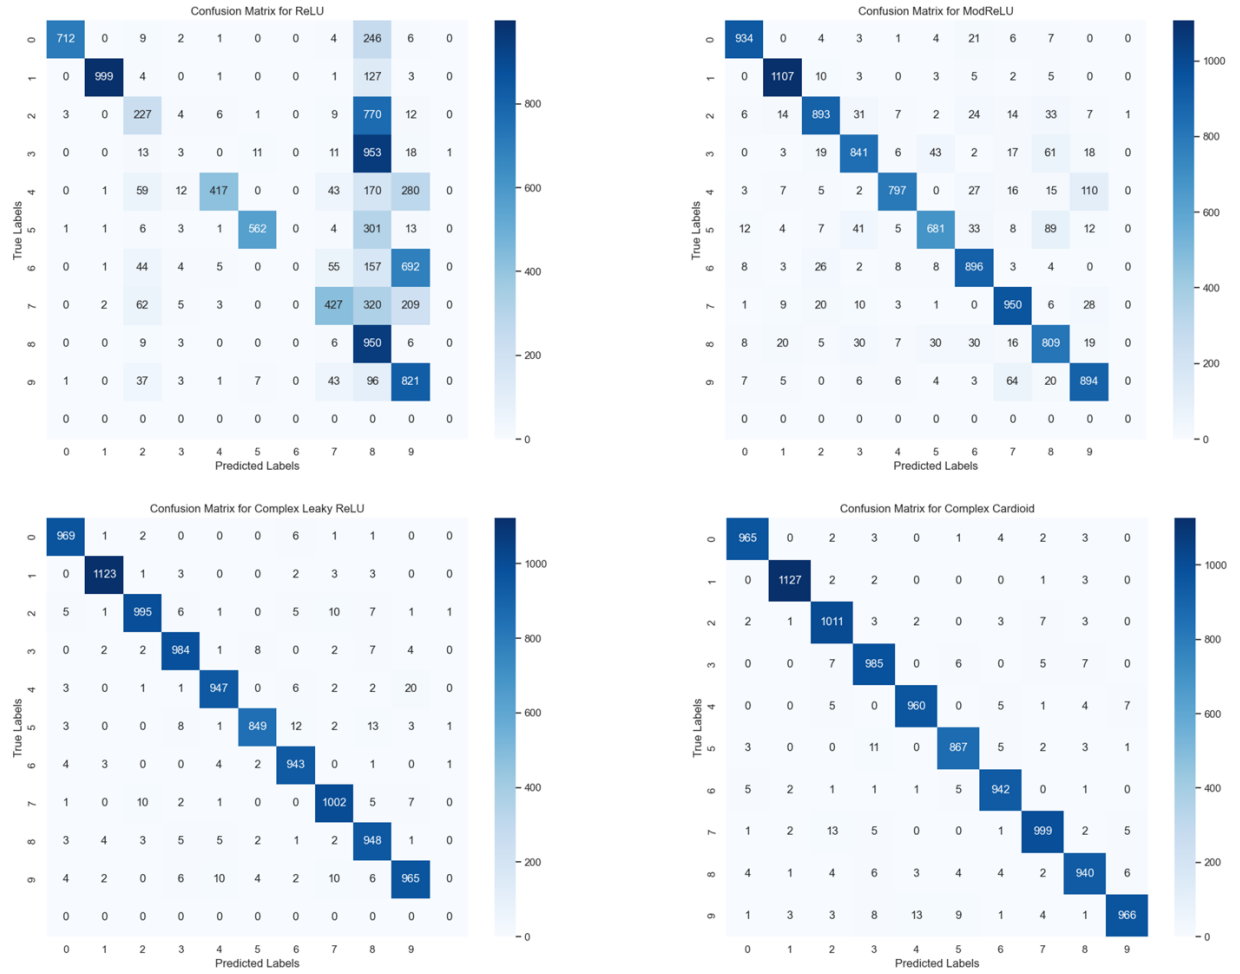 Confusion Matrix for ReLU
0 712 0 9 2 1 0 0 4 246 6 0
1 0 999 4 0 1 0 0 1 127 3 0
2 3 0 227 4 6 1 0 9 770 12 0
3 0 0 13 3 0 11 0 11 953 18 1
4 0 1 59 12 417 0 0 43 170 280 0
5 1 1 6 3 1 562 0 4 301 13 0
6 0 1 44 4 5 0 0 55 157 692 0
7 0 2 62 5 3 0 0 427 320 209 0
8 0 0 9 3 0 0 0 6 950 6 0
9 1 0 37 3 1 7 0 43 96 821 0
0 0 0 0 0 0 0 0 0 0 0
0 1 2 3 4 5 6 7 8 9
Predicted Labels
True Labels
800
600
400
200
0
Confusion Matrix for ModReLU
0 934 0 4 3 1 4 21 6 7 0 0
1 0 1107 10 3 0 3 5 2 5 0 0
2 6 14 893 31 7 2 24 14 33 7 1
3 0 3 19 841 6 43 2 17 61 18 0
4 3 7 5 2 797 0 27 16 15 110 0
5 12 4 7 41 5 681 33 8 89 12 0
6 8 3 26 2 8 8 896 3 4 0 0
7 1 9 20 10 3 1 0 950 6 28 0
8 8 20 5 30 7 30 30 16 809 19 0
9 7 5 0 6 6 4 3 64 20 894 0
0 0 0 0 0 0 0 0 0 0 0
0 1 2 3 4 5 6 7 8 9
Predicted Labels
True Labels
1000
800
600
400
200
0
Confusion Matrix for Complex Leaky ReLU
0 969 1 2 0 0 0 6 1 1 0 0
1 0 1123 1 3 0 0 2 3 3 0 0
2 5 1 995 6 1 0 5 10 7 1 1
3 0 2 2 984 1 8 0 2 7 4 0
4 3 0 1 1 947 0 6 2 2 20 0
5 3 0 0 8 1 849 12 2 13 3 1
6 4 3 0 0 4 2 943 0 1 0 1
7 1 0 10 2 1 0 0 1002 5 7 0
8 3 4 3 5 5 2 1 2 948 1 0
9 4 2 0 6 10 4 2 10 6 965 0
0 0 0 0 0 0 0 0 0 0 0
0 1 2 3 4 5 6 7 8 9
Predicted Labels
True Labels
1000
800
600
400
200
0
Confusion Matrix for Complex Cardioid
0 965 0 2 3 0 1 4 2 3 0
1 0 1127 2 2 0 0 0 1 3 0
2 2 1 1011 3 2 0 3 7 3 0
3 0 0 7 985 0 6 0 5 7 0
4 0 0 5 0 960 0 5 1 4 7
5 3 0 0 11 0 867 5 2 3 1
6 5 2 1 1 1 5 942 0 1 0
7 1 2 13 5 0 0 1 999 2 5
8 4 1 4 6 3 4 4 2 940 6
9 1 3 3 8 13 9 1 4 1 966
0 1 2 3 4 5 6 7 8 9
Predicted Labels
True Labels
1000
800
600
400
200
0